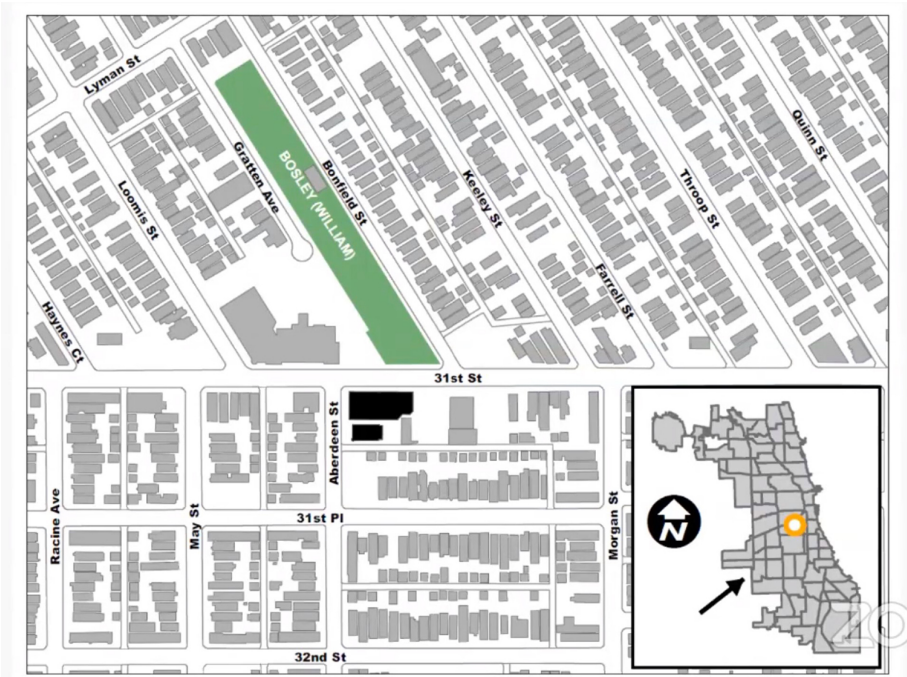 Lyman St
Quinn St
Gratten Ave
BOSLEY (WILLIAM)
Bonfield St
Keeley St
Throop St
Loomis St
Farrell St
Haynes Ct
31st St
Aberdeen St
Racine Ave
May St
31st Pl
Morgan St
N
32nd St